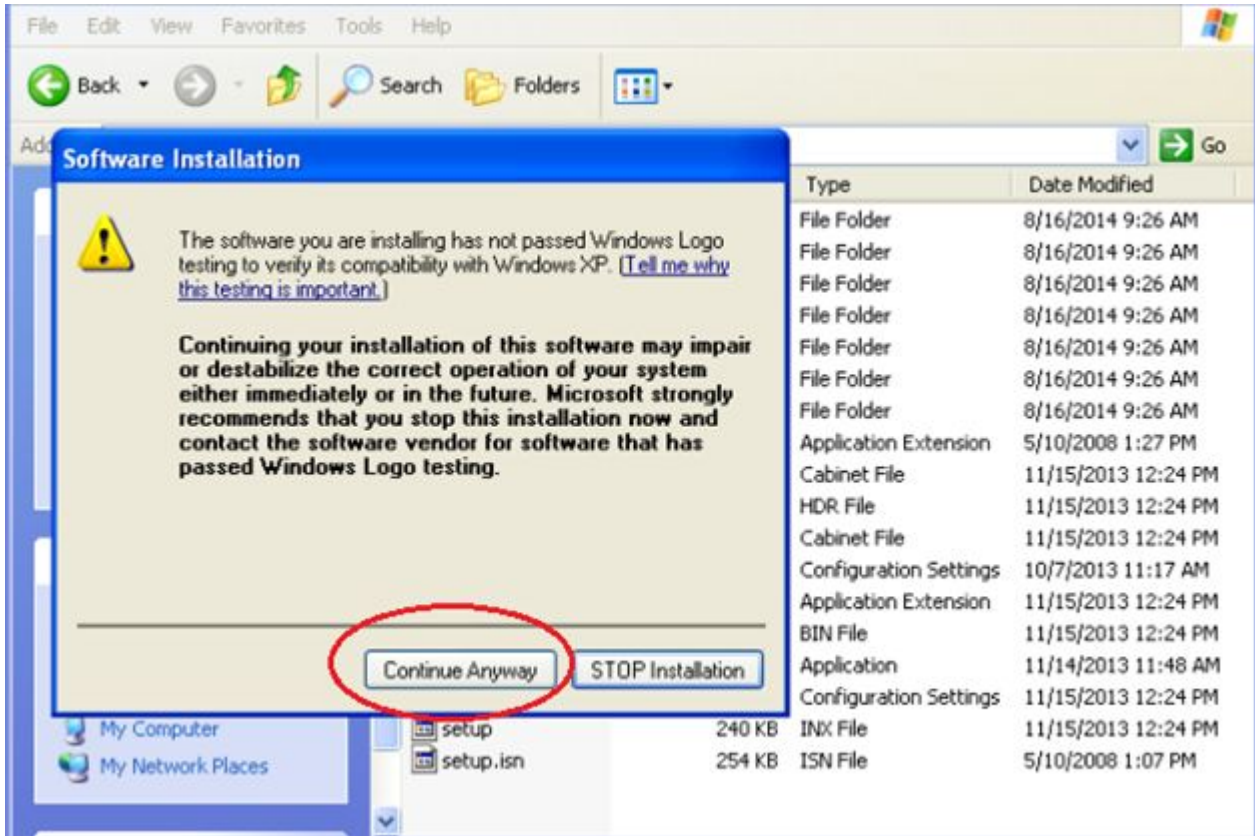 File Edit View Favorites Tools Help
Back Search Folders
Go
Software Installation
Type Date Modified
The software you are installing has not passed Windows Logo
testing to verify its compatibility with Windows XP. (Tell me why
this testing is important.)
Continuing your installation of this software may impair
or destabilize the correct operation of your system
either immediately or in the future. Microsoft strongly
recommends that you stop this installation now and
contact the software vendor for software that has
passed Windows Logo testing.
Continue Anyway STOP Installation
File Folder 8/16/2014 9:26 AM
File Folder 8/16/2014 9:26 AM
File Folder 8/16/2014 9:26 AM
File Folder 8/16/2014 9:26 AM
File Folder 8/16/2014 9:26 AM
File Folder 8/16/2014 9:26 AM
File Folder 8/16/2014 9:26 AM
Application Extension 5/10/2008 1:27 PM
Cabinet File 11/15/2013 12:24 PM
HDR File 11/15/2013 12:24 PM
Cabinet File 11/15/2013 12:24 PM
Configuration Settings 10/7/2013 11:17 AM
Application Extension 11/15/2013 12:24 PM
BIN File 11/15/2013 12:24 PM
Application 11/14/2013 11:48 AM
Configuration Settings 11/15/2013 12:24 PM
My Computer
My Network Places
setup 240 KB INX File 11/15/2013 12:24 PM
setup.isn 254 KB ISN File 5/10/2008 1:07 PM